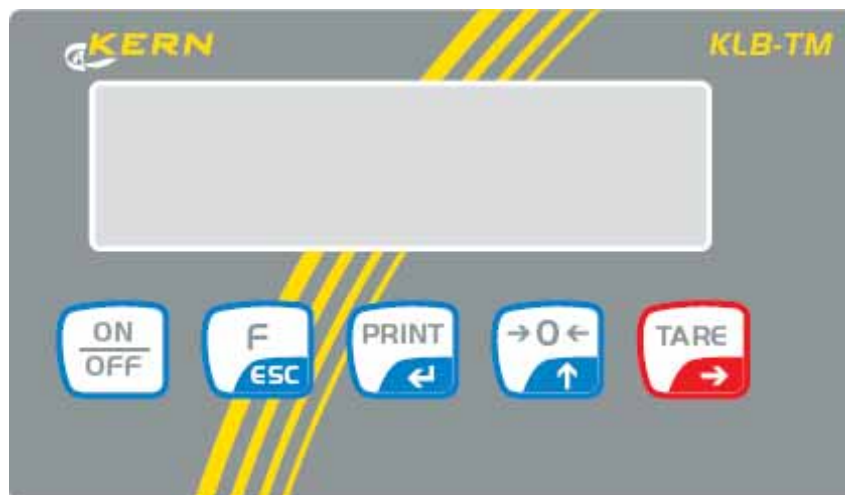 KERN
KLB-TM
ON
OFF
F
ESC
PRINT
→0←
TARE